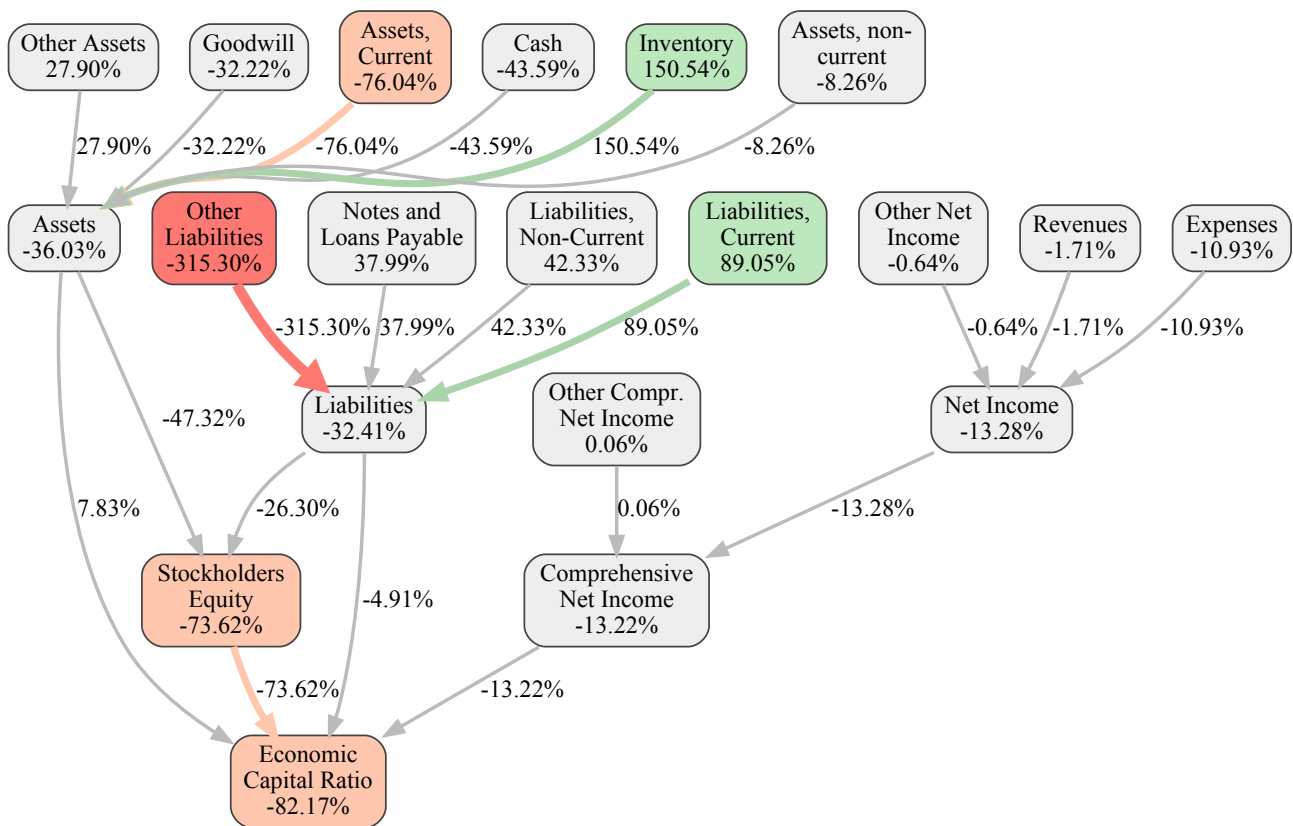 Other Assets
27.90%
Goodwill
-32.22%
Assets,
Current
-76.04%
Cash
-43.59%
Inventory
150.54%
Assets, non-
current
-8.26%
27.90%
-32.22%
-76.04%
-43.59%
150.54%
-8.26%
Assets
-36.03%
Other
Liabilities
-315.30%
Notes and
Loans Payable
37.99%
Liabilities,
Non-Current
42.33%
Liabilities,
Current
89.05%
Other Net
Income
-0.64%
Revenues
-1.71%
Expenses
-10.93%
-315.30%
37.99%
42.33%
89.05%
-0.64%
-1.71%
-10.93%
Liabilities
-32.41%
Other Compr.
Net Income
0.06%
Net Income
-13.28%
-47.32%
7.83%
-26.30%
-4.91%
0.06%
-13.28%
Stockholders
Equity
-73.62%
Comprehensive
Net Income
-13.22%
-73.62%
-13.22%
Economic
Capital Ratio
-82.17%